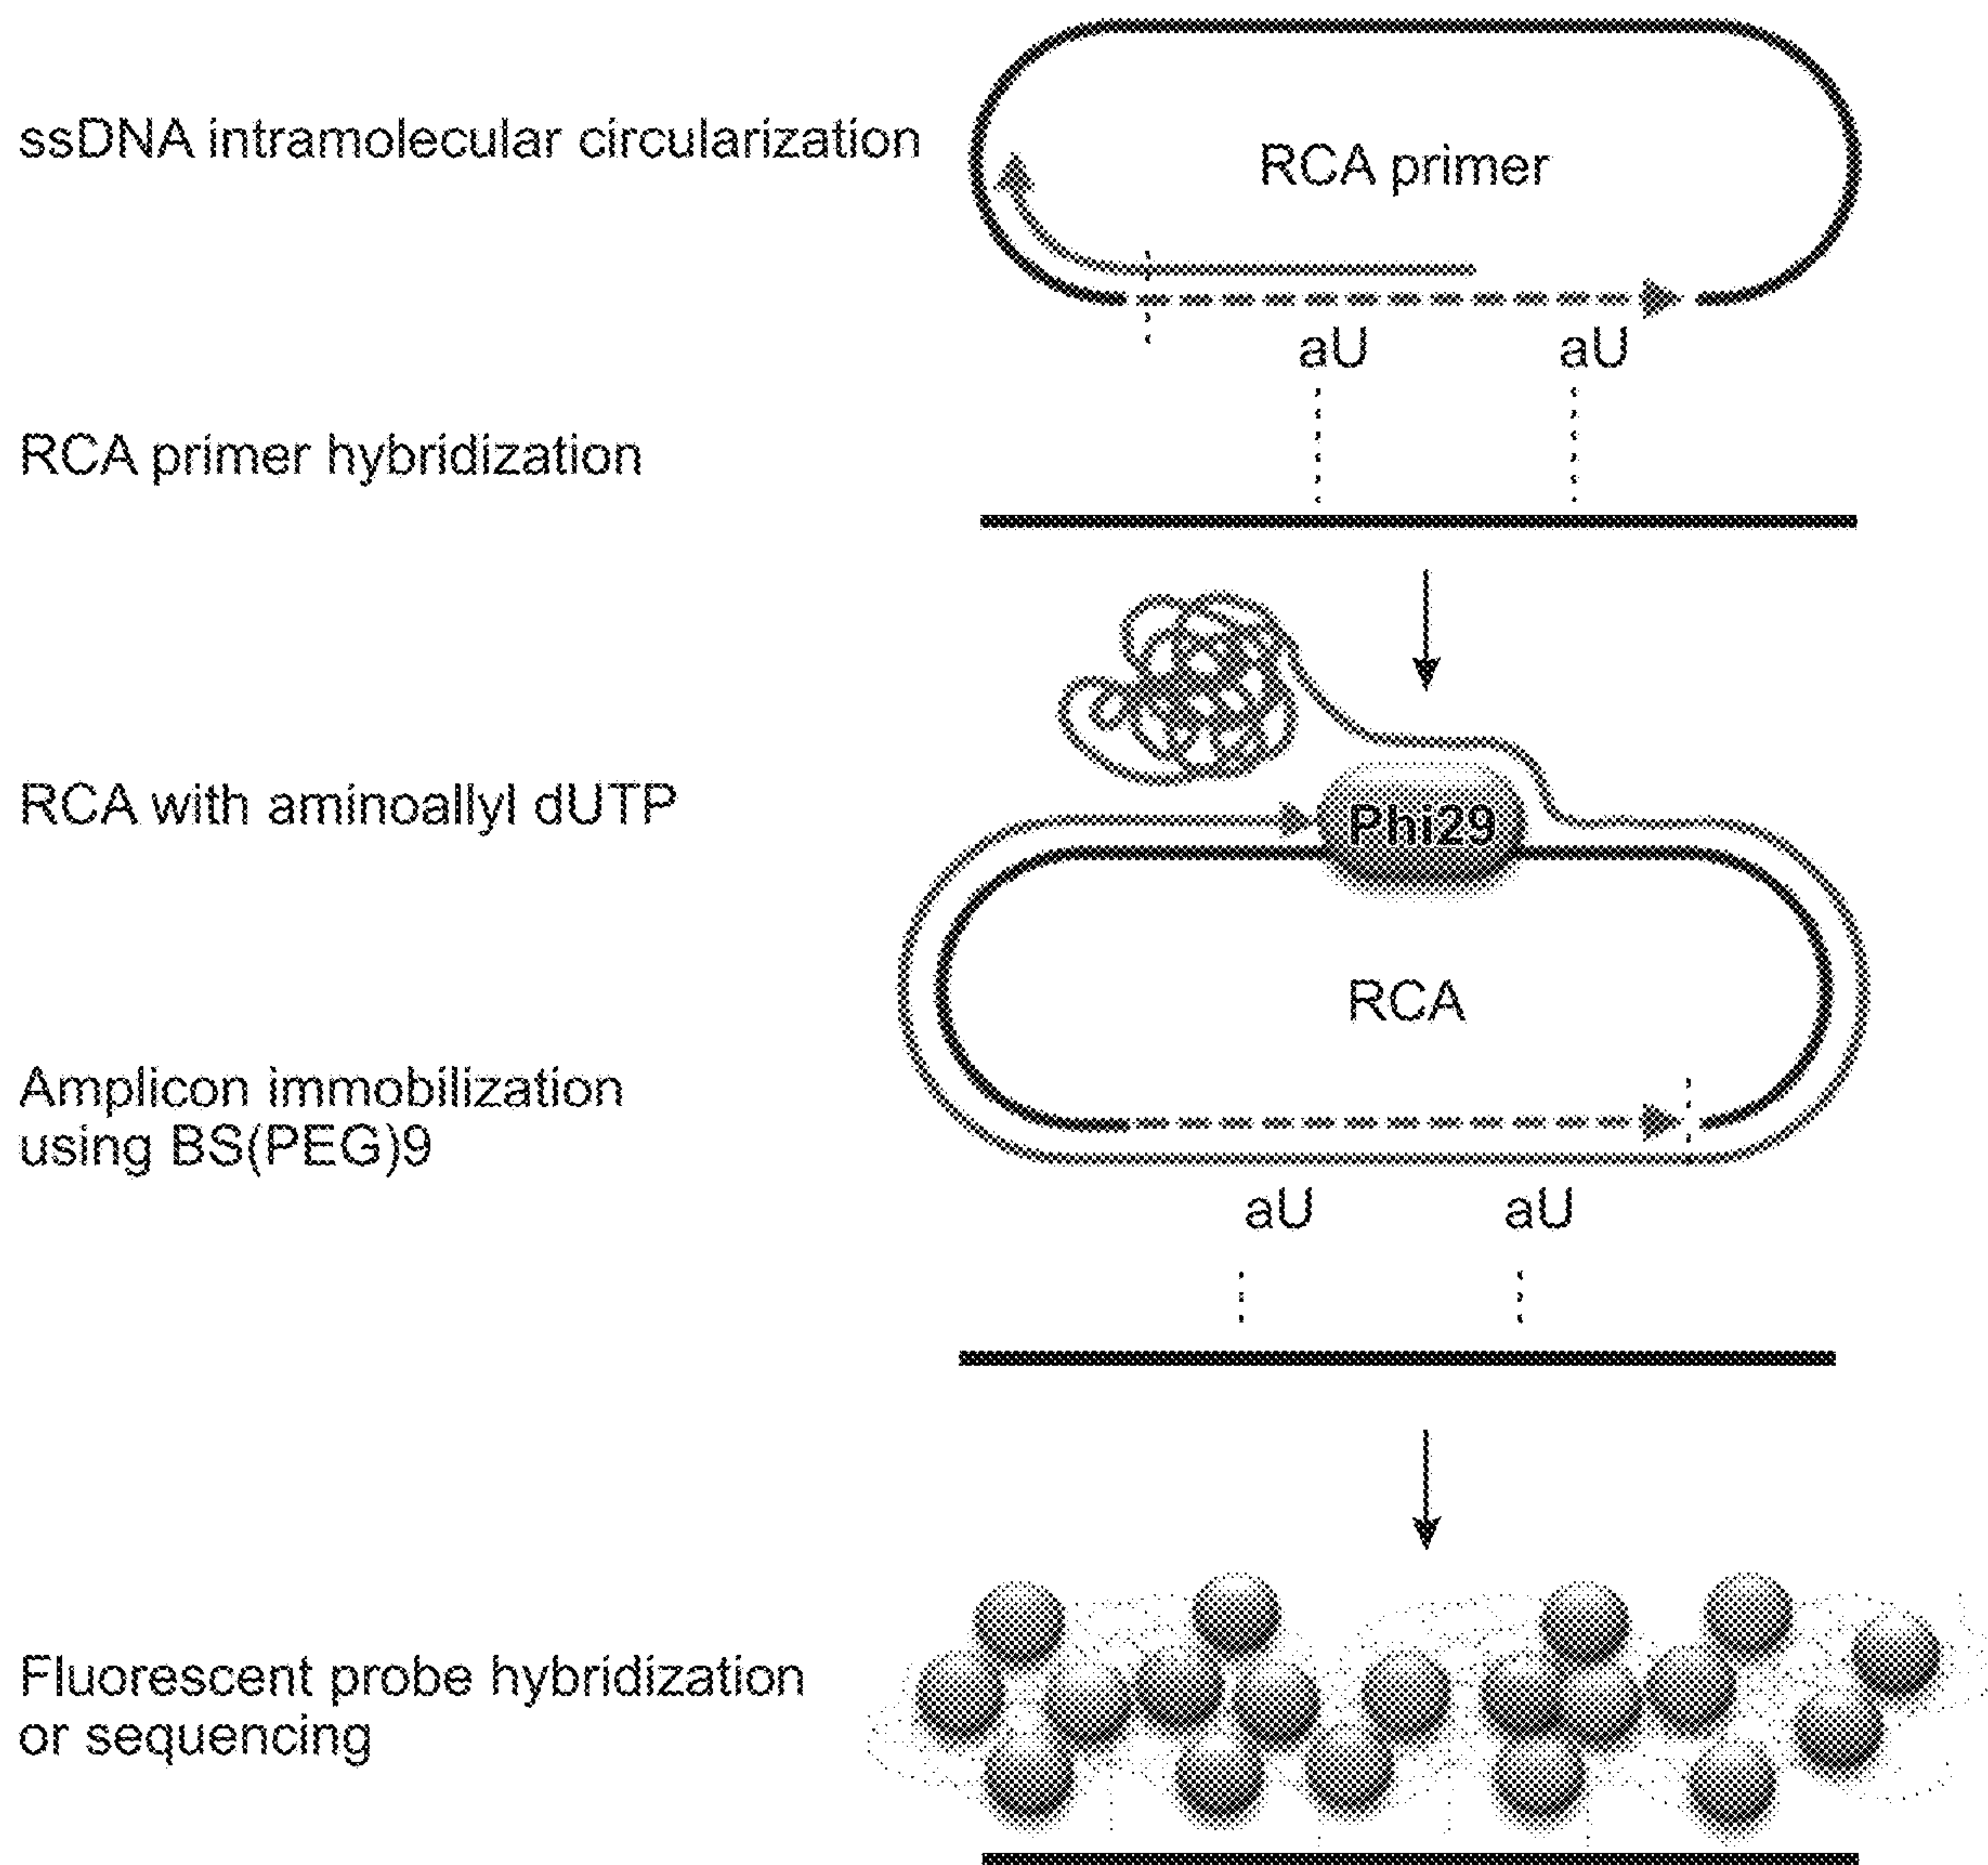 ssDNA intramolecular circularization
RCA primer
aU aU
RCA primer hybridization
RCA with aminoallyl dUTP
Phi29
RCA
Amplicon immobilization
using BS(PEG)9
aU aU
Fluorescent probe hybridization
or sequencing